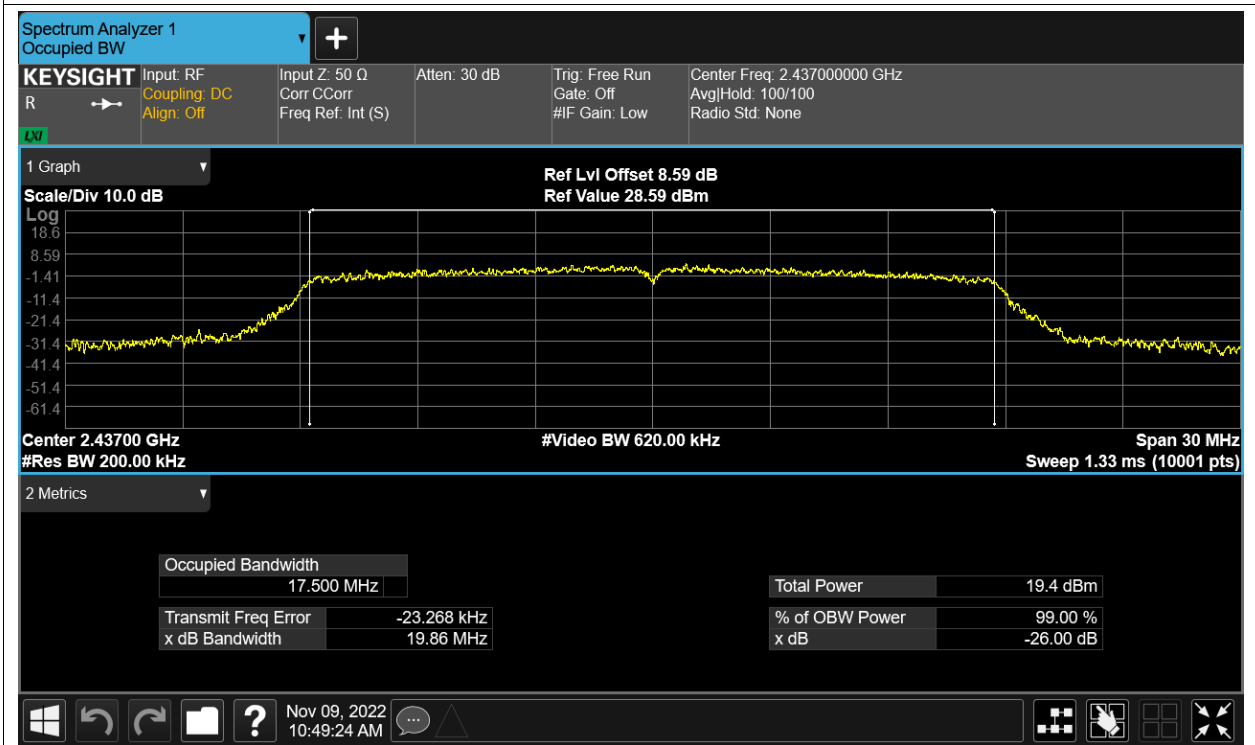 Spectrum Analyzer 1
Occupied BW
KEYSIGHT Input: RF Input Z: 50 Ω Atten: 30 dB Trig: Free Run Center Freq: 2.437000000 GHz
R Coupling: DC Corr CCorr Gate: Off Avg|Hold: 100/100
Align: Off Freq Ref: Int (S) #IF Gain: Low Radio Std: None
LXI
1 Graph
Ref Lvl Offset 8.59 dB
Scale/Div 10.0 dB Ref Value 28.59 dBm
Log
18.6
8.59
-1.41
-11.4
-21.4
-31.4
-41.4
-51.4
-61.4
Center 2.43700 GHz #Video BW 620.00 kHz Span 30 MHz
#Res BW 200.00 kHz Sweep 1.33 ms (10001 pts)
2 Metrics
Occupied Bandwidth
17.500 MHz Total Power 19.4 dBm
Transmit Freq Error -23.268 kHz % of OBW Power 99.00 %
x dB Bandwidth 19.86 MHz x dB -26.00 dB
Nov 09, 2022
10:49:24 AM